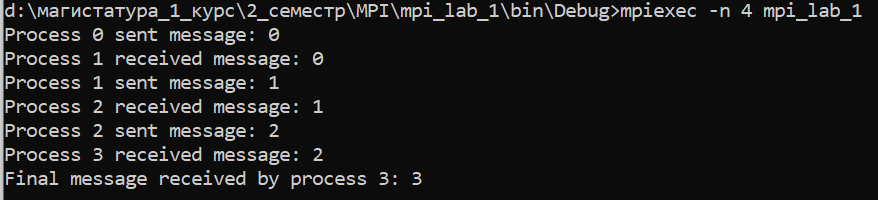 d:\магистратура_1_курс\2_семестр\MPI\mpi_lab_1\bin\Debug>mpiexec -n 4 mpi_lab_1
Process 0 sent message: 0
Process 1 received message: 0
Process 1 sent message: 1
Process 2 received message: 1
Process 2 sent message: 2
Process 3 received message: 2
Final message received by process 3: 3